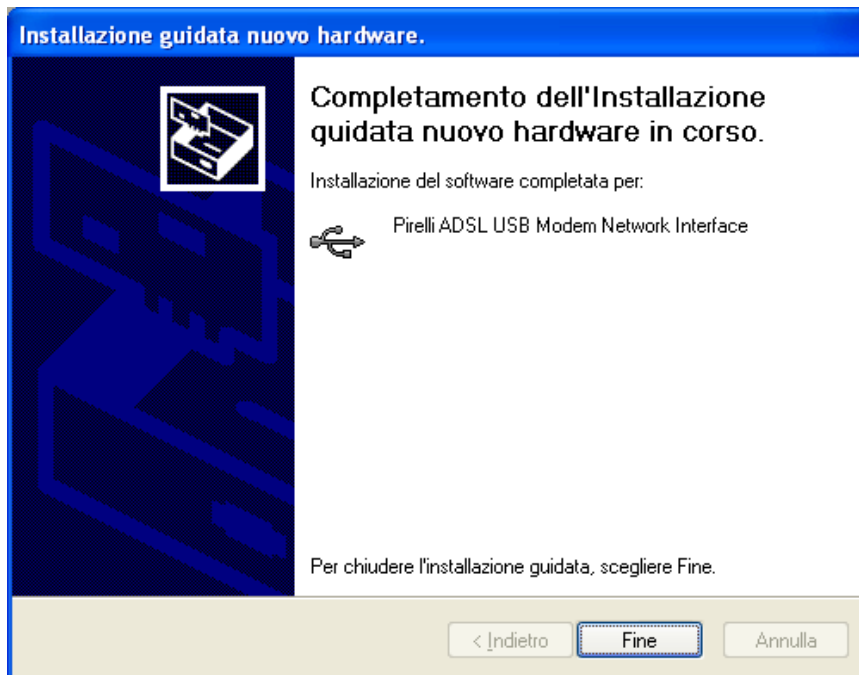 Installazione guidata nuovo hardware.
Completamento dell'Installazione
guidata nuovo hardware in corso.
Installazione del software completata per:
Pirelli ADSL USB Modem Network Interface
Per chiudere l'installazione guidata, scegliere Fine.
< Indietro
Fine
Annulla